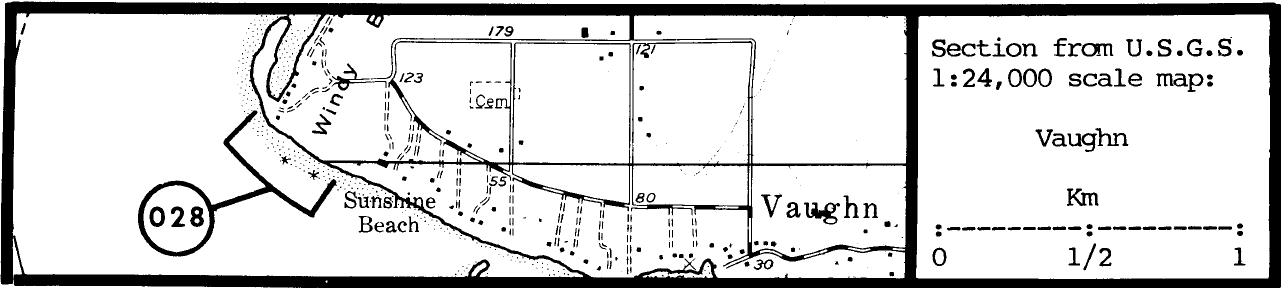 B
179
121
123
Windy
Cem
55
80
Sunshine
Beach
Vaughn
30
028
Section from U.S.G.S.
1:24,000 scale map:
Vaughn
Km
0 1/2 1